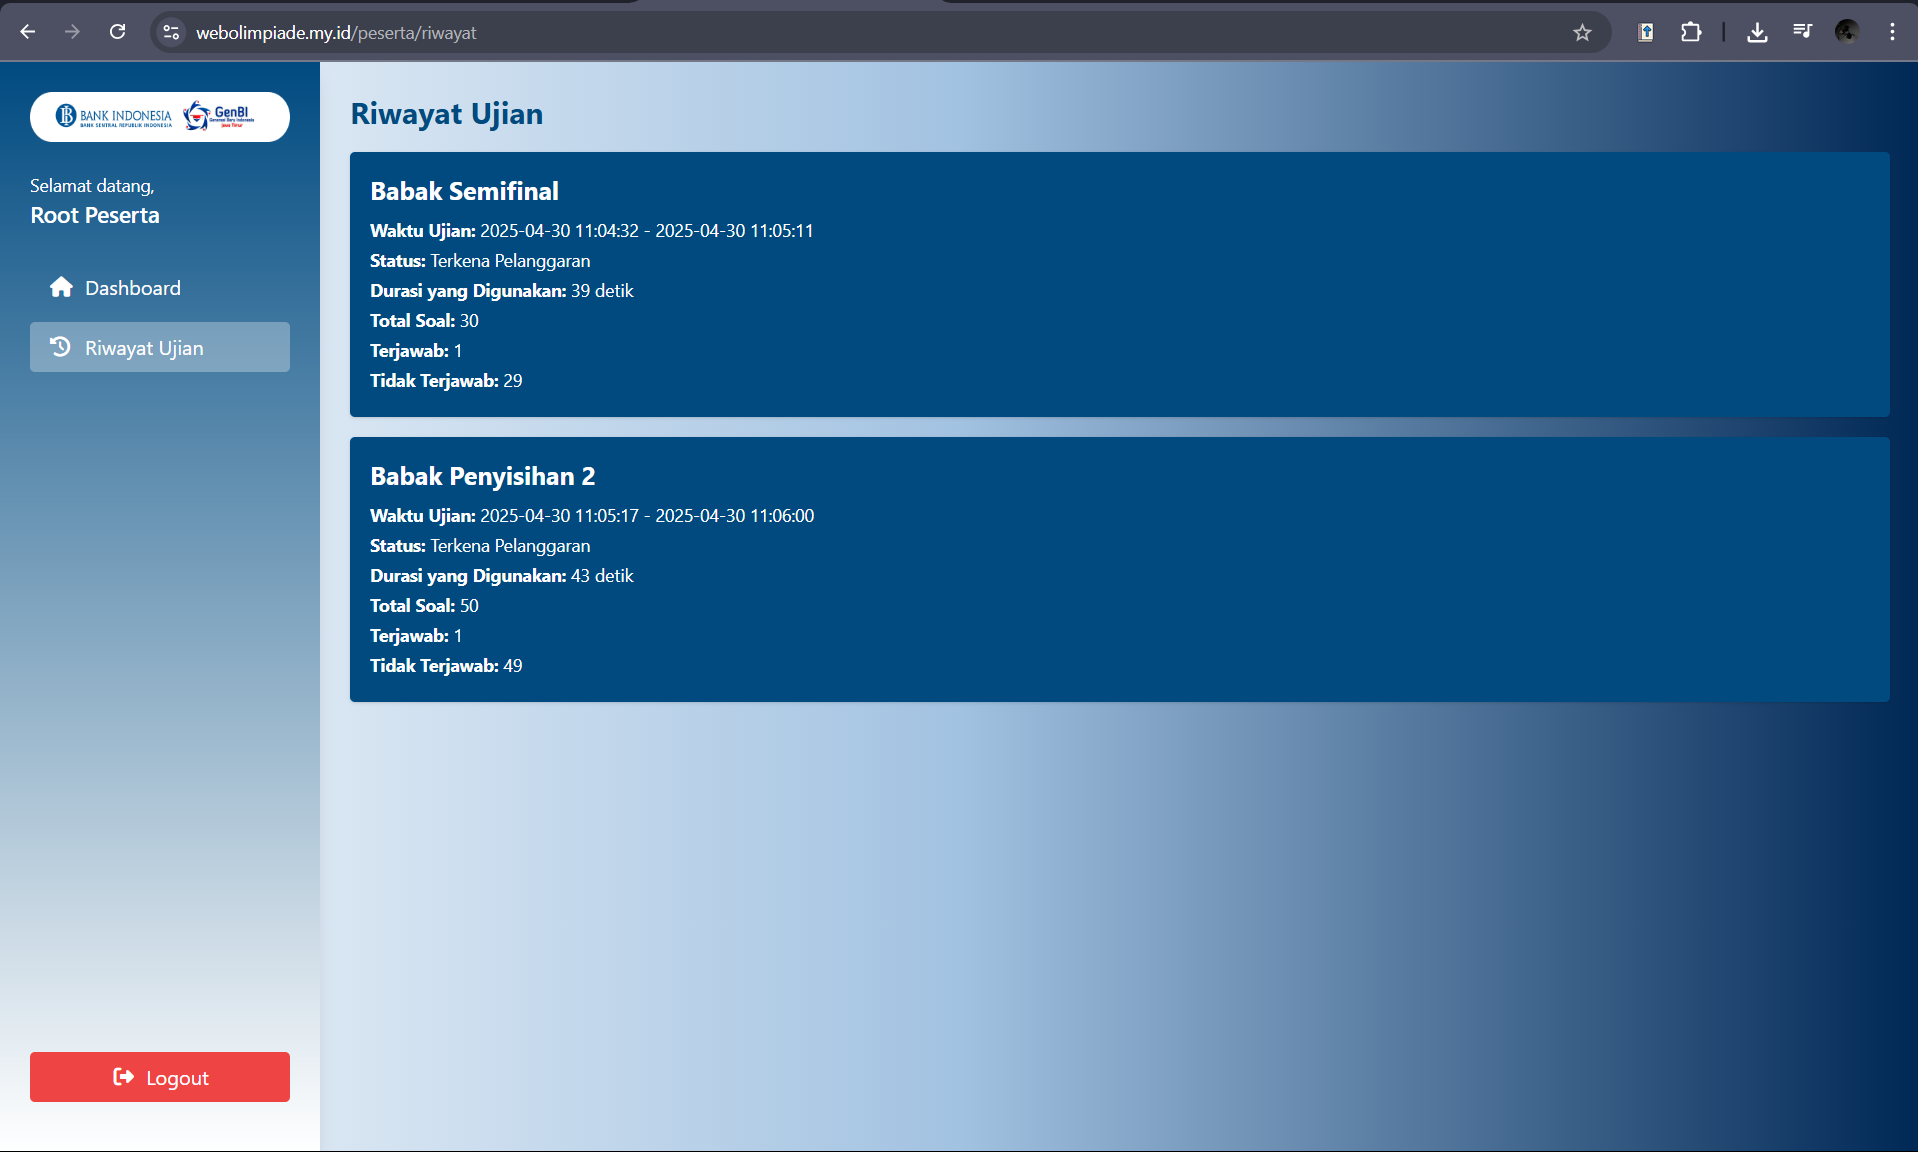 webolimpiade.my.id/peserta/riwayat
BANK INDONESIA
BANK SENTRAL REPUBLIK INDONESIA
GenBI
Generasi Baru Indonesia
Selamat datang,
Root Peserta
Dashboard
Riwayat Ujian
Logout
Riwayat Ujian
Babak Semifinal
Waktu Ujian: 2025-04-30 11:04:32 - 2025-04-30 11:05:11
Status: Terkena Pelanggaran
Durasi yang Digunakan: 39 detik
Total Soal: 30
Terjawab: 1
Tidak Terjawab: 29
Babak Penyisihan 2
Waktu Ujian: 2025-04-30 11:05:17 - 2025-04-30 11:06:00
Status: Terkena Pelanggaran
Durasi yang Digunakan: 43 detik
Total Soal: 50
Terjawab: 1
Tidak Terjawab: 49